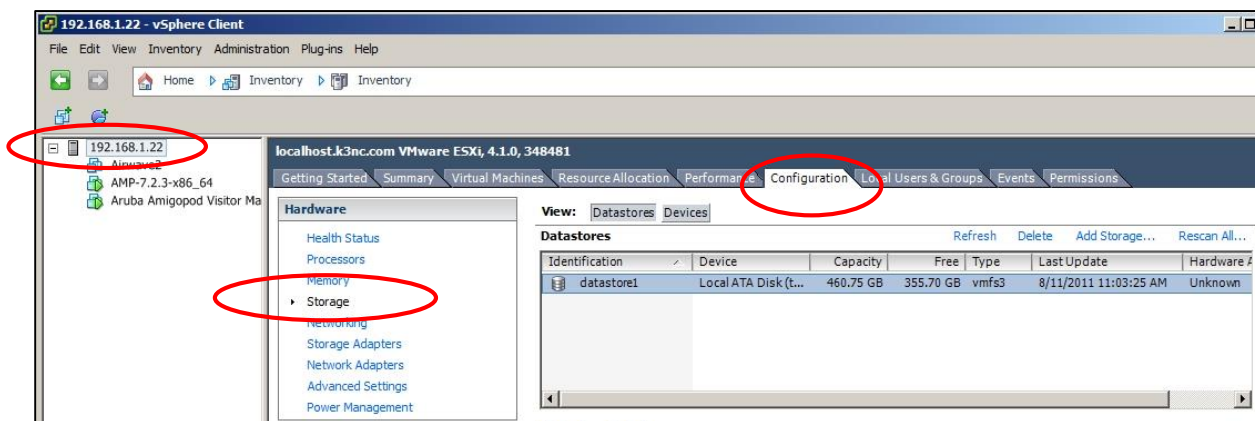 192.168.1.22 - vSphere Client
File Edit View Inventory Administration Plug-ins Help
Home Inventory Inventory
192.168.1.22
Airwave2
AMP-7.2.3-x86_64
Aruba Amigopod Visitor Ma
localhost.k3nc.com VMware ESXi, 4.1.0, 348481
Getting Started Summary Virtual Machines Resource Allocation Performance Configuration Local Users & Groups Events Permissions
Hardware
Health Status
Processors
Memory
Storage
Networking
Storage Adapters
Network Adapters
Advanced Settings
Power Management
View: Datastores Devices
Datastores Refresh Delete Add Storage... Rescan All...
Identification Device Capacity Free Type Last Update Hardware A
datastore1 Local ATA Disk (t... 460.75 GB 355.70 GB vmfs3 8/11/2011 11:03:25 AM Unknown